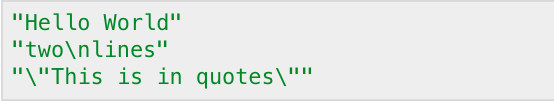 "Hello World"
"two\nlines"
"\"This is in quotes\""